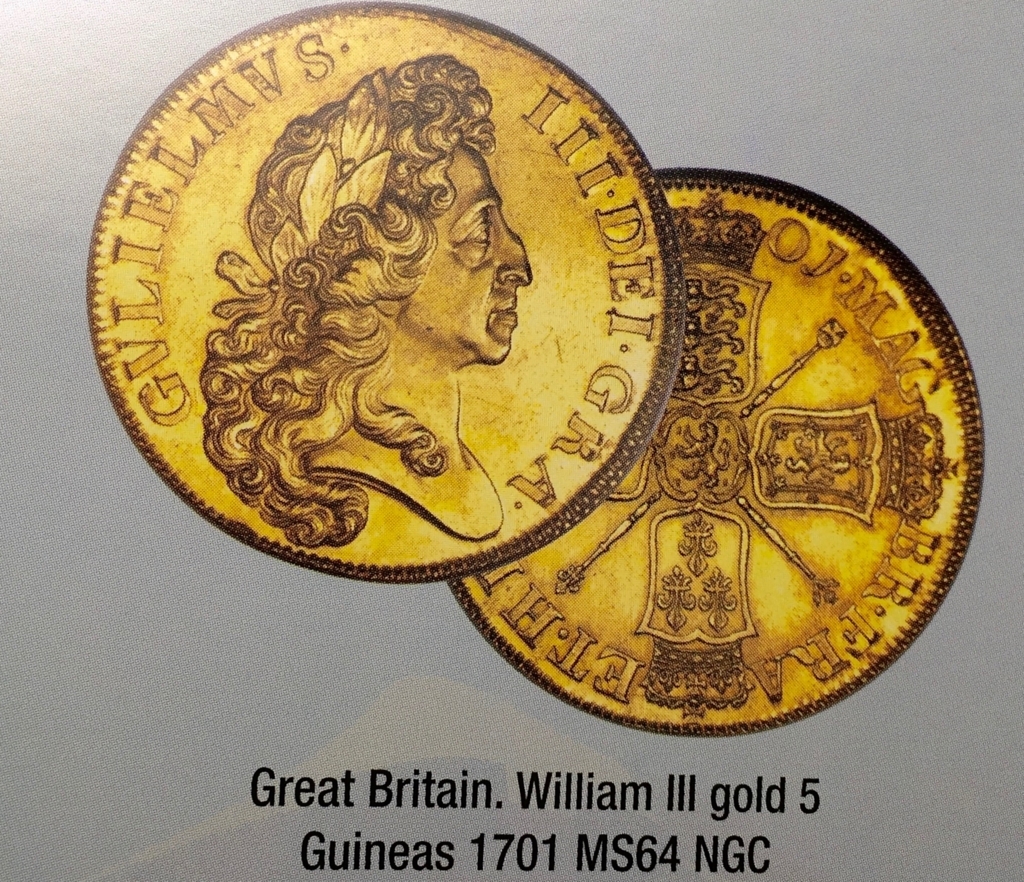 GVLIELMVS·
III·DEI·GRA·
OI·MAG
BR·FRA
ET·HI
Great Britain. William III gold 5
Guineas 1701 MS64 NGC